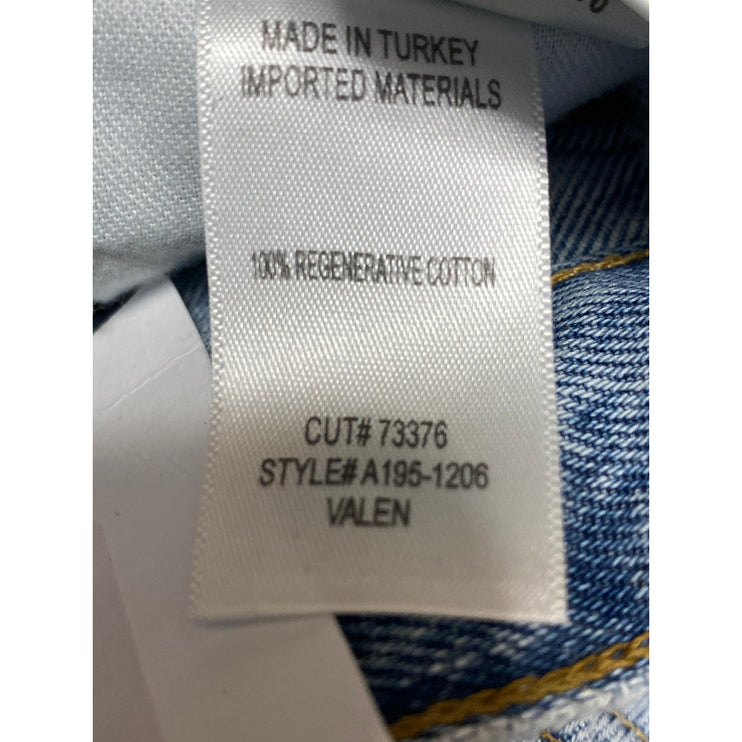 MADE IN TURKEY
IMPORTED MATERIALS
100% REGENERATIVE COTTON
CUT# 73376
STYLE# A195-1206
VALEN